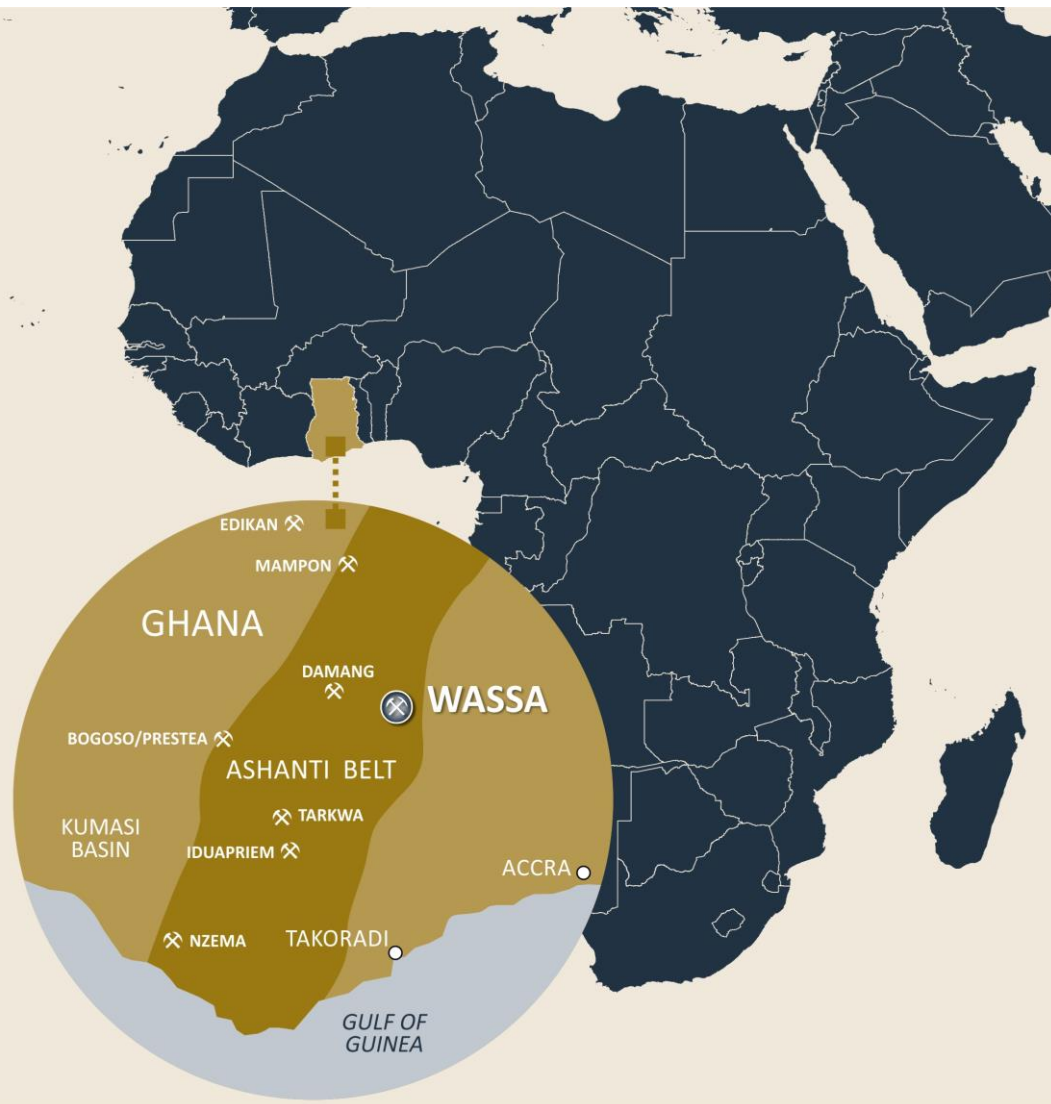 EDIKAN
MAMPON
GHANA
DAMANG
WASSA
BOGOSO/PRESTEA
ASHANTI BELT
TARKWA
KUMASI
BASIN
IDUAPRIEM
ACCRA
NZEMA
TAKORADI
GULF OF
GUINEA